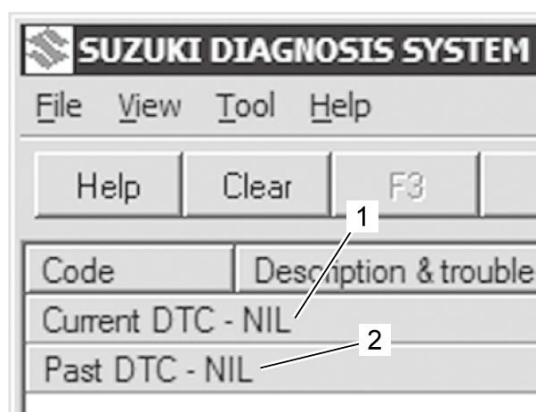 SUZUKI DIAGNOSIS SYSTEM
File View Tool Help
Help Clear F3
1
Code Description & trouble
Current DTC - NIL
2
Past DTC - NIL